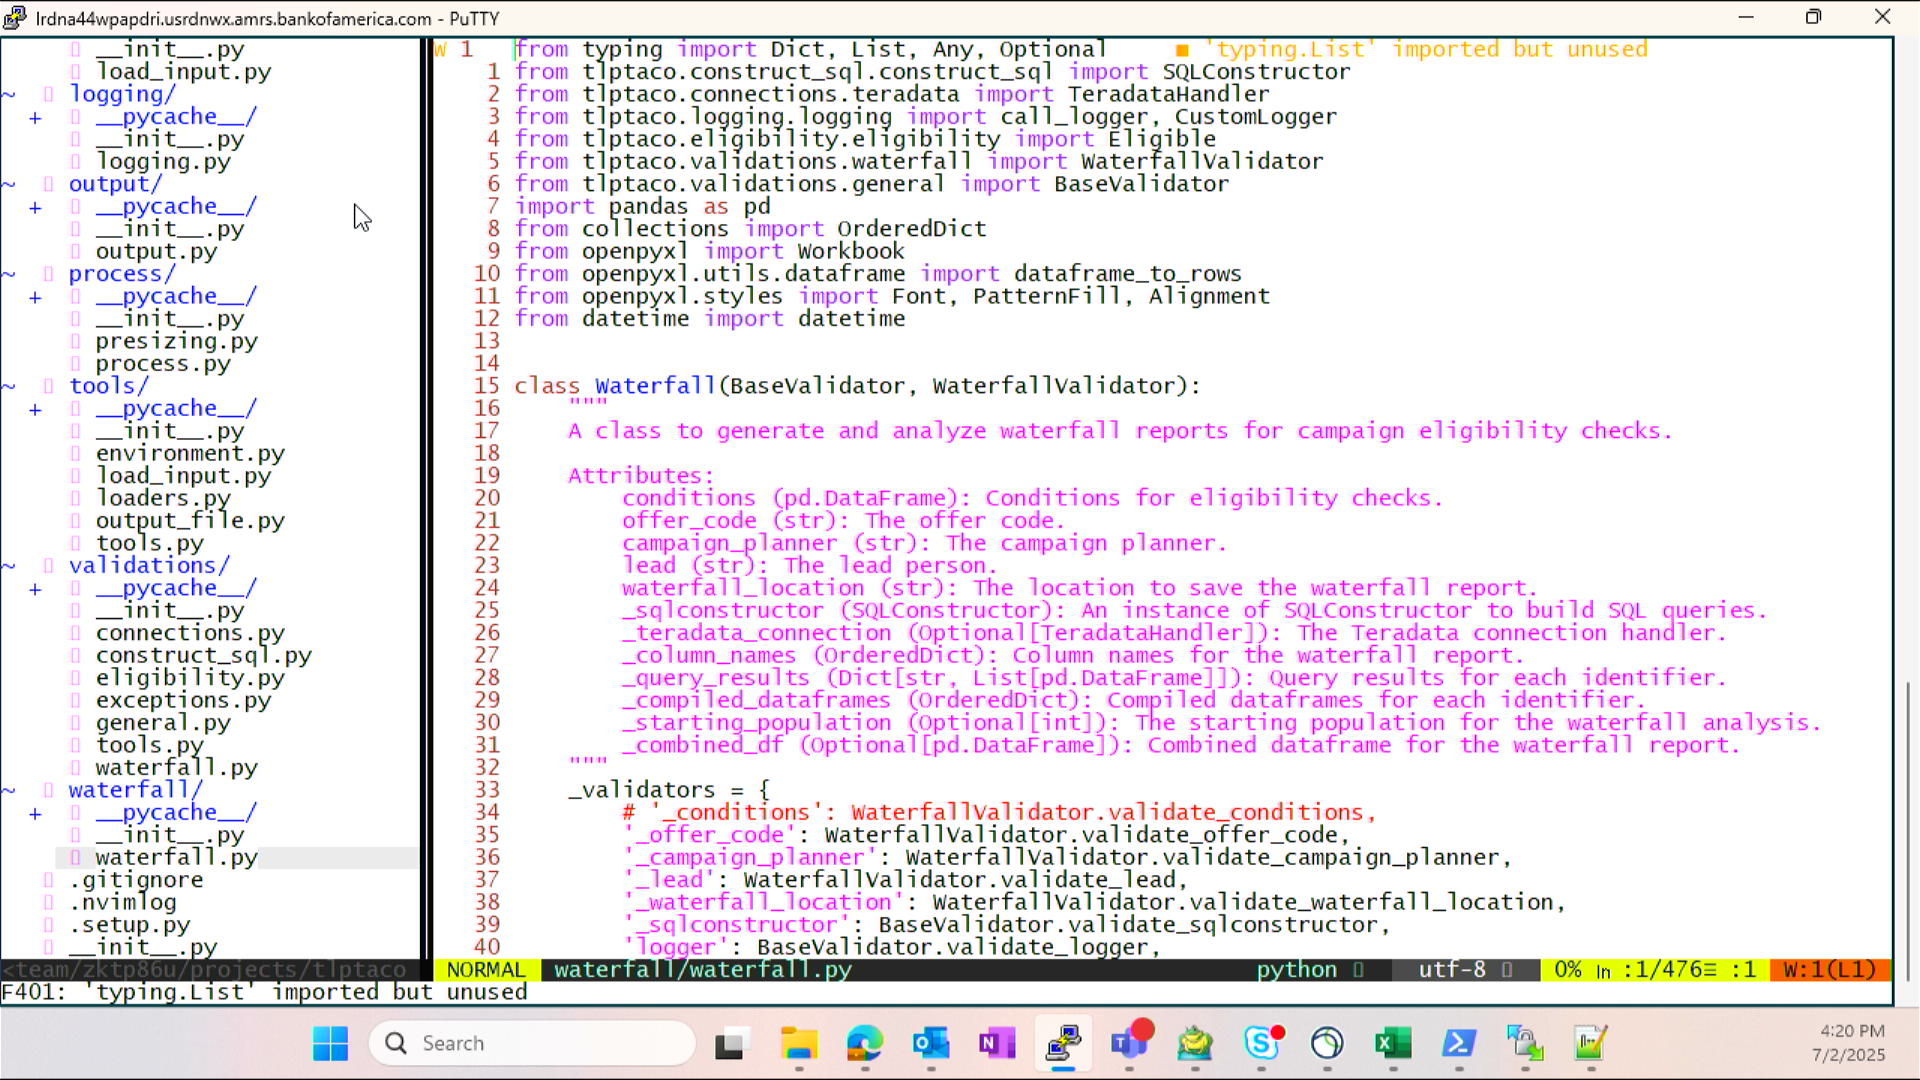 lrdna44wpapdri.usrdnwx.amrs.bankofamerica.com - PuTTY
__init__.py
load_input.py
~ logging/
+ __pycache__/
__init__.py
logging.py
~ output/
+ __pycache__/
__init__.py
output.py
~ process/
+ __pycache__/
__init__.py
presizing.py
process.py
~ tools/
+ __pycache__/
__init__.py
environment.py
load_input.py
loaders.py
output_file.py
tools.py
~ validations/
+ __pycache__/
__init__.py
connections.py
construct_sql.py
eligibility.py
exceptions.py
general.py
tools.py
waterfall.py
~ waterfall/
+ __pycache__/
__init__.py
waterfall.py
.gitignore
.nvimlog
.setup.py
__init__.py
<team/zktp86u/projects/tlptaco
W 1 from typing import Dict, List, Any, Optional ■ 'typing.List' imported but unused
1 from tlptaco.construct_sql.construct_sql import SQLConstructor
2 from tlptaco.connections.teradata import TeradataHandler
3 from tlptaco.logging.logging import call_logger, CustomLogger
4 from tlptaco.eligibility.eligibility import Eligible
5 from tlptaco.validations.waterfall import WaterfallValidator
6 from tlptaco.validations.general import BaseValidator
7 import pandas as pd
8 from collections import OrderedDict
9 from openpyxl import Workbook
10 from openpyxl.utils.dataframe import dataframe_to_rows
11 from openpyxl.styles import Font, PatternFill, Alignment
12 from datetime import datetime
13
14
15 class Waterfall(BaseValidator, WaterfallValidator):
16 """
17 A class to generate and analyze waterfall reports for campaign eligibility checks.
18
19 Attributes:
20 conditions (pd.DataFrame): Conditions for eligibility checks.
21 offer_code (str): The offer code.
22 campaign_planner (str): The campaign planner.
23 lead (str): The lead person.
24 waterfall_location (str): The location to save the waterfall report.
25 _sqlconstructor (SQLConstructor): An instance of SQLConstructor to build SQL queries.
26 _teradata_connection (Optional[TeradataHandler]): The Teradata connection handler.
27 _column_names (OrderedDict): Column names for the waterfall report.
28 _query_results (Dict[str, List[pd.DataFrame]]): Query results for each identifier.
29 _compiled_dataframes (OrderedDict): Compiled dataframes for each identifier.
30 _starting_population (Optional[int]): The starting population for the waterfall analysis.
31 _combined_df (Optional[pd.DataFrame]): Combined dataframe for the waterfall report.
32 """
33 _validators = {
34 # '_conditions': WaterfallValidator.validate_conditions,
35 '_offer_code': WaterfallValidator.validate_offer_code,
36 '_campaign_planner': WaterfallValidator.validate_campaign_planner,
37 '_lead': WaterfallValidator.validate_lead,
38 '_waterfall_location': WaterfallValidator.validate_waterfall_location,
39 '_sqlconstructor': BaseValidator.validate_sqlconstructor,
40 'logger': BaseValidator.validate_logger,
NORMAL waterfall/waterfall.py python utf-8 0% ln :1/476≡ :1 W:1(L1)
F401: 'typing.List' imported but unused
Search
4:20 PM
7/2/2025